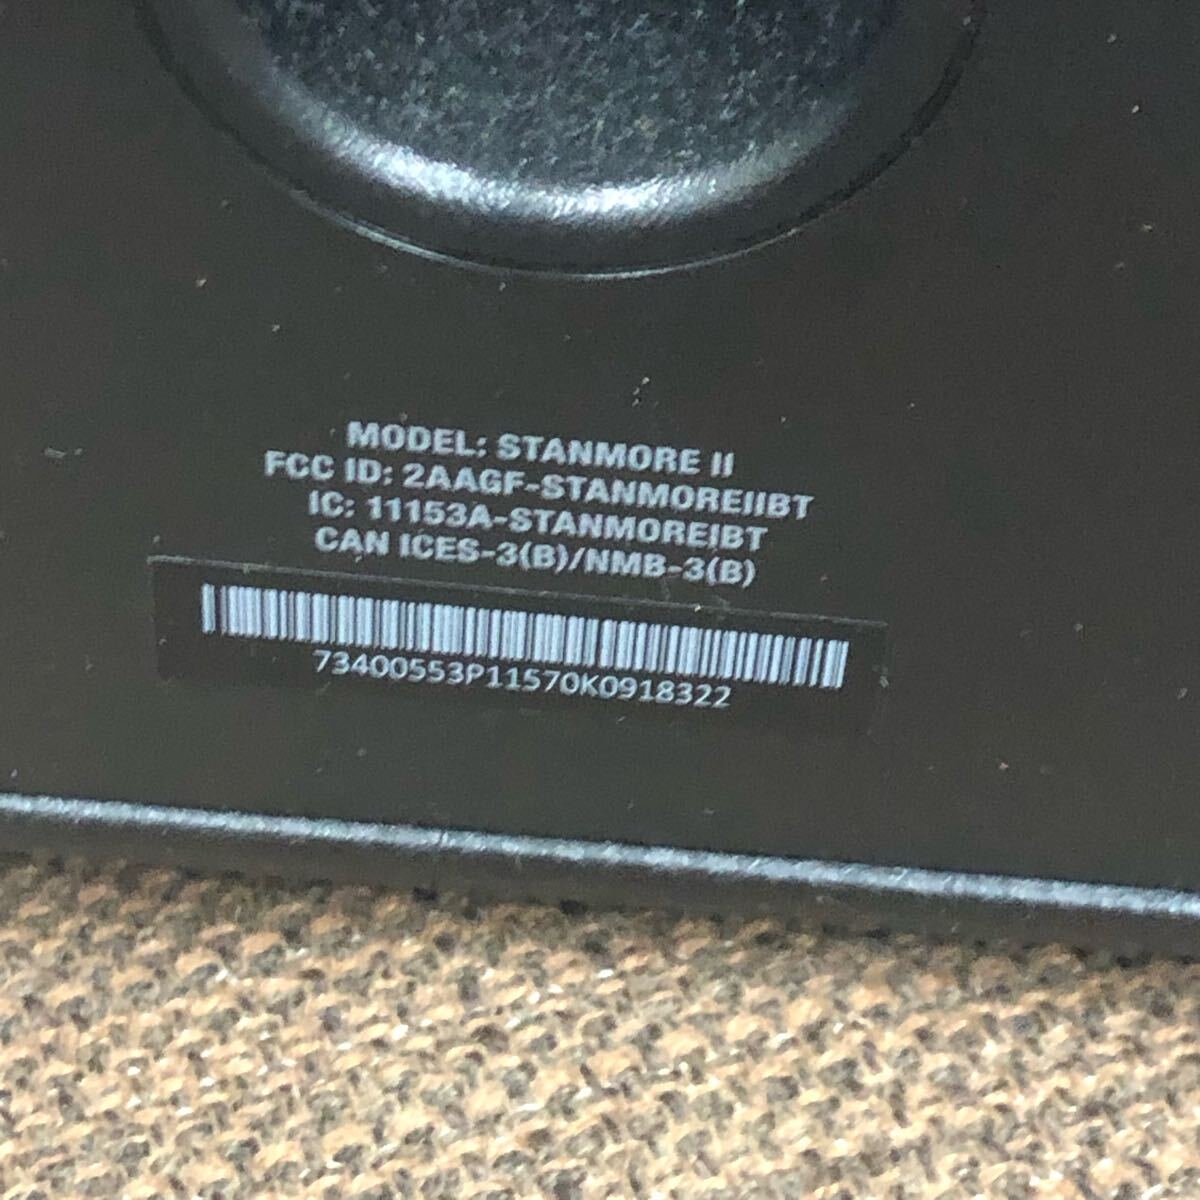 MODEL: STANMORE II
FCC ID: 2AAGF-STANMOREIIBT
IC: 11153A-STANMOREIBT
CAN ICES-3(B)/NMB-3(B)
73400553P11570K0918322